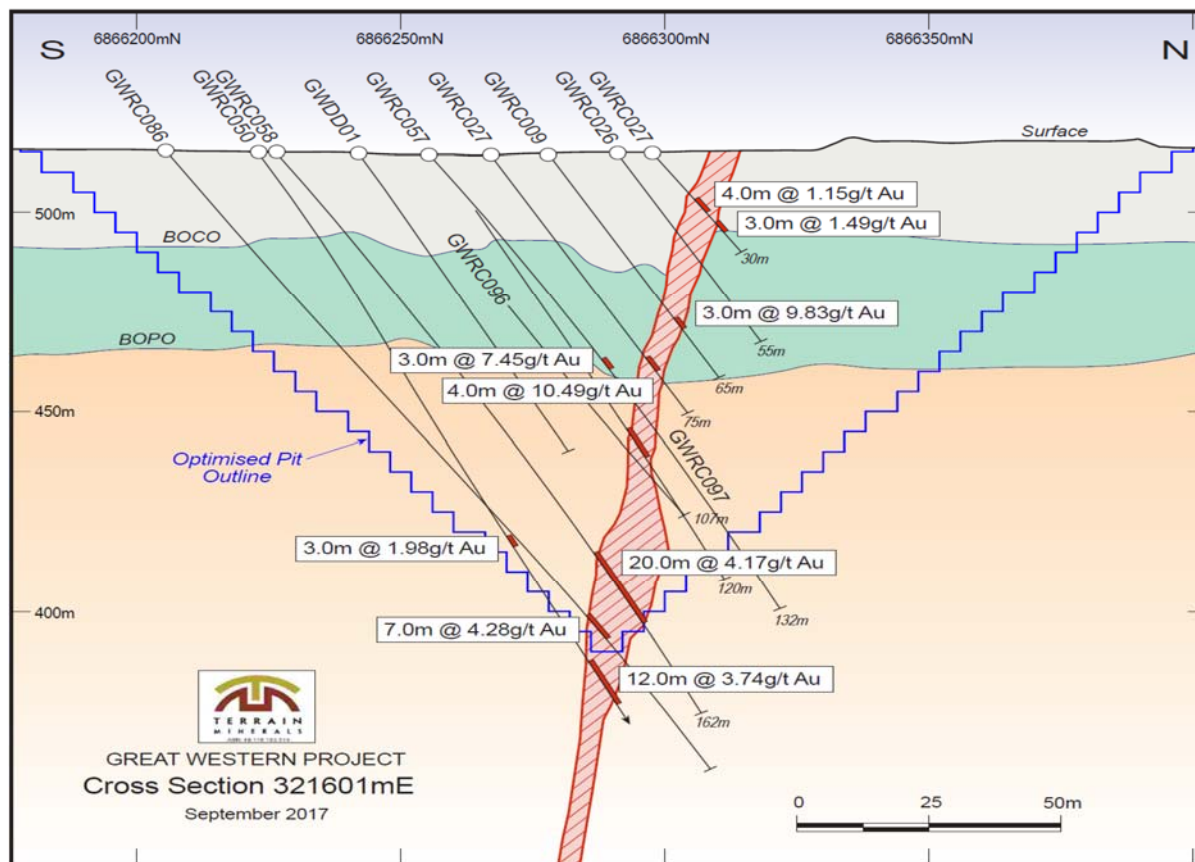 6866200mN
6866250mN
6866300mN
6866350mN
S
N
GWRC086
GWRC050
GWRC058
GWDD01
GWRC057
GWRC027
GWRC009
GWRC026
GWRC027
Surface
4.0m @ 1.15g/t Au
500m
3.0m @ 1.49g/t Au
BOCO
30m
GWRC096
3.0m @ 9.83g/t Au
55m
BOPO
3.0m @ 7.45g/t Au
65m
4.0m @ 10.49g/t Au
450m
75m
GWRC097
Optimised Pit
Outline
107m
3.0m @ 1.98g/t Au
20.0m @ 4.17g/t Au
120m
400m
132m
7.0m @ 4.28g/t Au
12.0m @ 3.74g/t Au
162m
TERRAIN
MINERALS
GREAT WESTERN PROJECT
Cross Section 321601mE
September 2017
0
25
50m